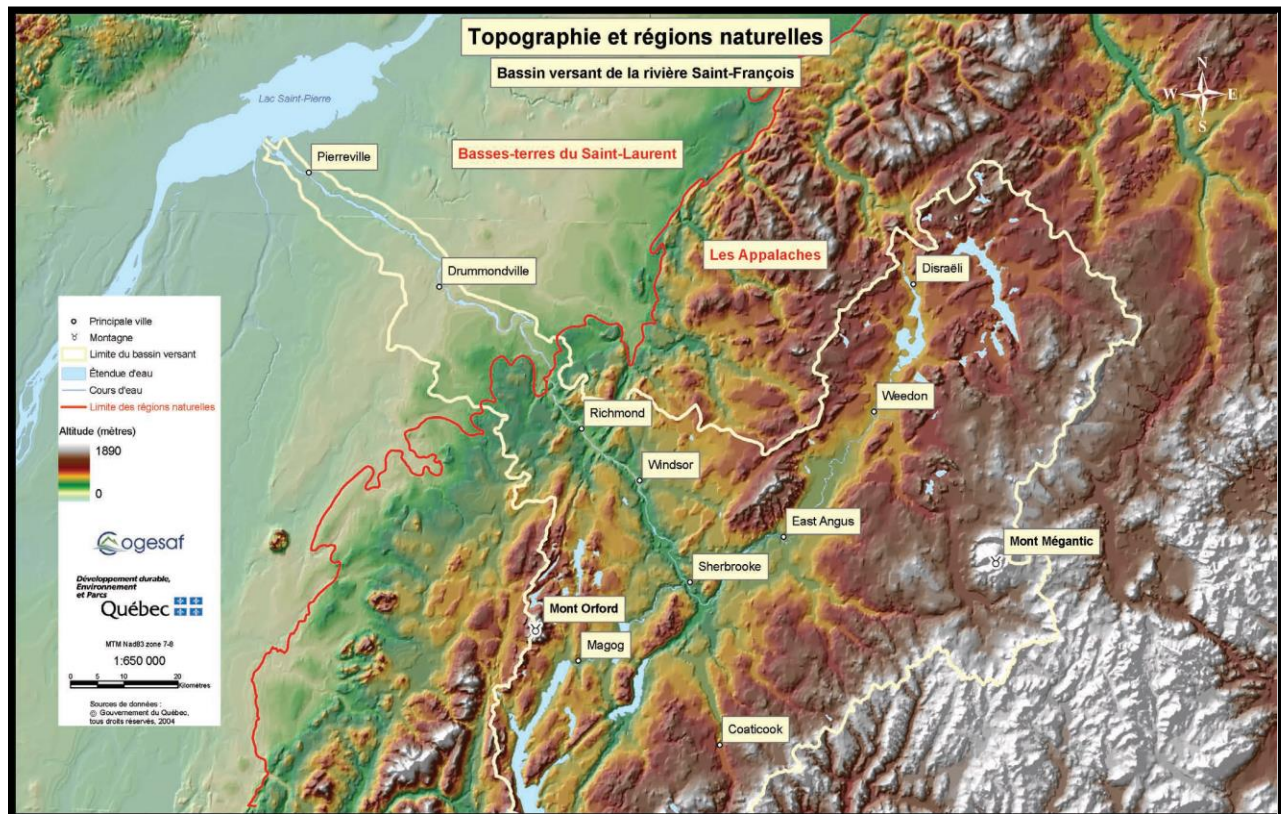 Topographie et régions naturelles
Bassin versant de la rivière Saint-François
N
W E
S
Lac Saint-Pierre
Pierreville
Basses-terres du Saint-Laurent
Les Appalaches
Drummondville
Disraëli
Weedon
Richmond
Windsor
East Angus
Mont Mégantic
Sherbrooke
Mont Orford
Magog
Coaticook
Principale ville
Montagne
Limite du bassin versant
Étendue d'eau
Cours d'eau
Limite des régions naturelles
Altitude (mètres)
1890
0
Cogesaf
Développement durable,
Environnement
et Parcs
Québec
MTM Nad83 zone 7-8
1:650 000
0 5 10 20
Kilomètres
Sources de données :
© Gouvernement du Québec,
tous droits réservés, 2004